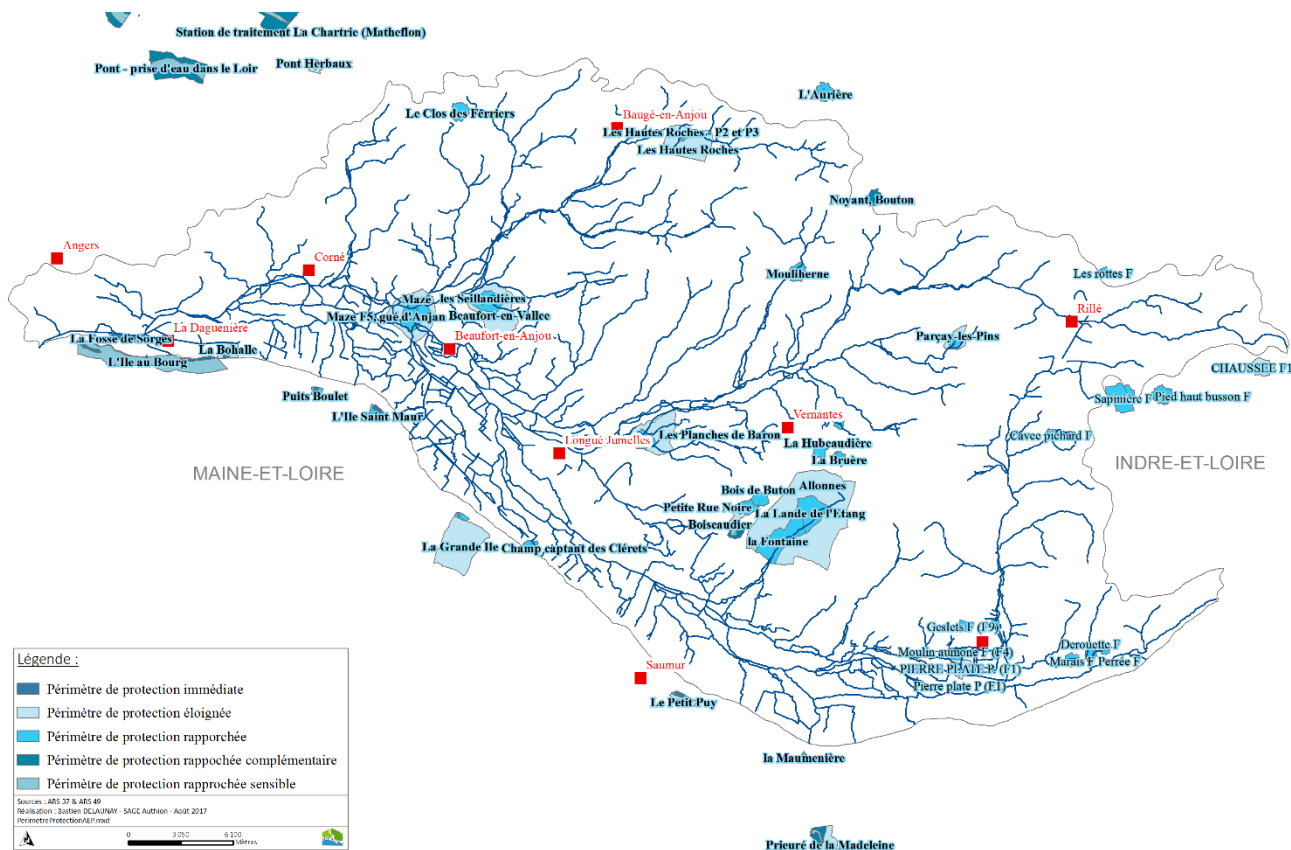 Station de traitement La Chartrie (Matheflon)
Pont - prise d'eau dans le Loir
Pont Herbaux
L'Aurière
Le Clos des Ferriers
Baugé-en-Anjou
Les Hautes Roches - P2 et P3
Les Hautes Roches
Noyant, Bouton
Angers
Corné
Mouliherne
Les rottes F
Mazé
les Seillandières
Rillé
Mazé F5, gué d'Anjan
Beaufort-en-Vallee
La Daguenière
La Fosse de Sorges
La Bohalle
Beaufort-en-Anjou
Parçay-les-Pins
L'Ile au Bourg
CHAUSSEE F1
Puits Boulet
Sapinière F
Pied haut busson F
L'Ile Saint Maur
Vernantes
Les Planches de Baron
La Hubeaudière
Cavée pichard F
Longué Jumelles
La Bruère
MAINE-ET-LOIRE
INDRE-ET-LOIRE
Bois de Buton
Allonnes
Petite Rue Noire
La Lande de l'Etang
Boiscaudier
la Fontaine
La Grande Ile
Champ captant des Clérets
Geslets F (F9)
Derouette F
Moulin aumone F (F4)
Marais F
Perrée F
PIERRE PLATE P. (F1)
Pierre plate P (F1)
Saumur
Le Petit Puy
la Maumenière
Prieuré de la Madeleine
Légende :
Périmètre de protection immédiate
Périmètre de protection éloignée
Périmètre de protection rapporchée
Périmètre de protection rappochée complémentaire
Périmètre de protection rapprochée sensible
Sources : ARS 37 & ARS 49
Réalisation : Bastien DELAUNAY - SAGE Authion - Août 2017
PerimetreProtectionAEP.mxd
0 3 050 6 100
Mètres